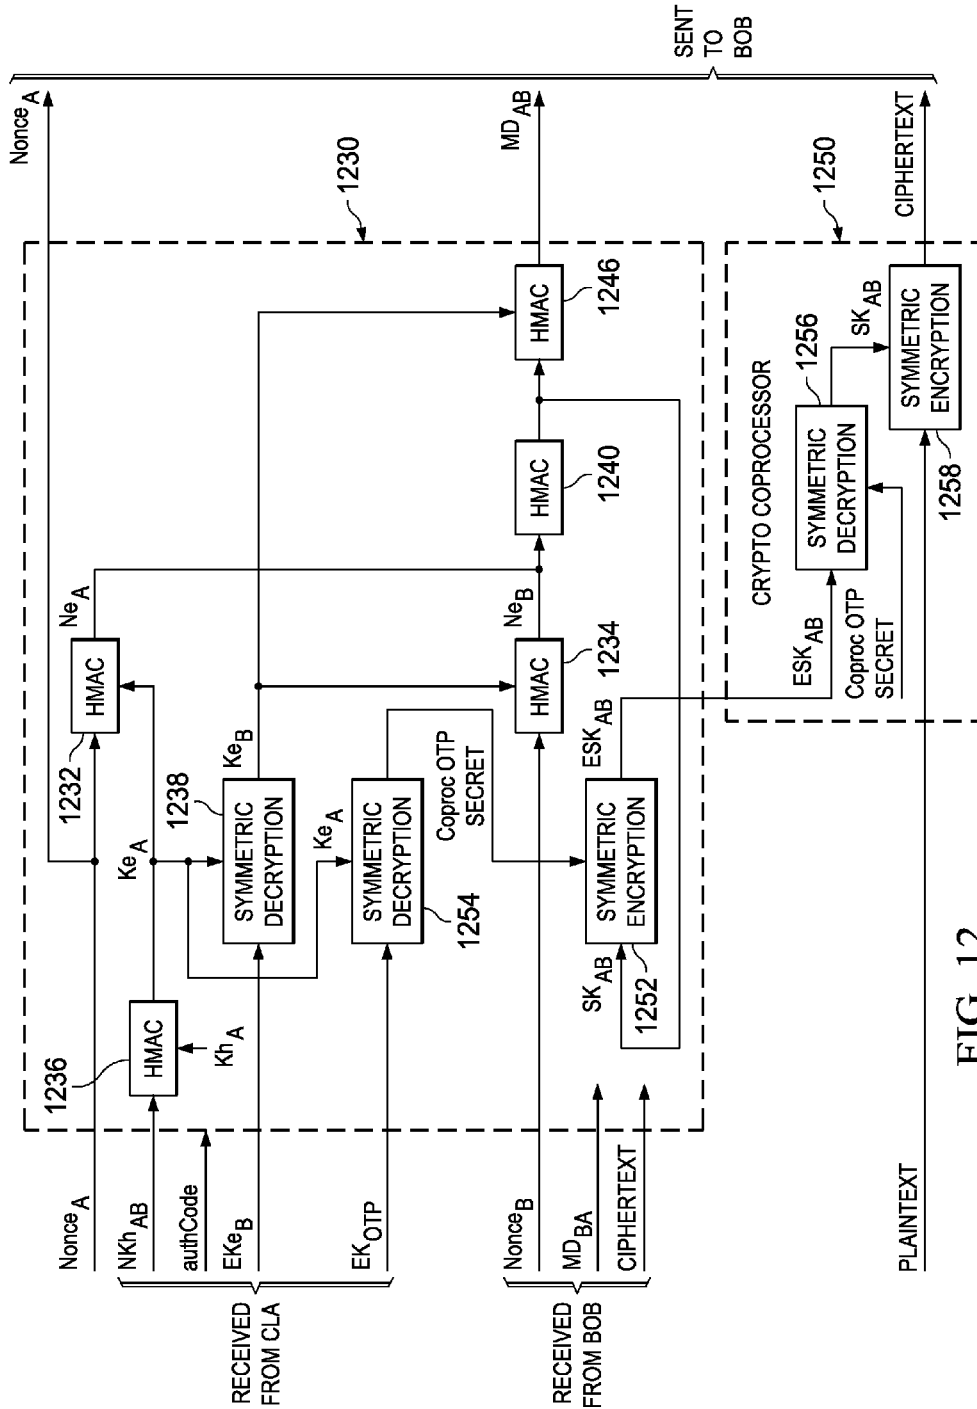 Nonce A
NKh AB
authCode
EKe B
EK OTP
RECEIVED
FROM CLA
Nonce B
MD BA
CIPHERTEXT
RECEIVED
FROM BOB
PLAINTEXT
1236
HMAC
Kh A
Ke A
1232
HMAC
Ne A
1238
SYMMETRIC
DECRYPTION
Ke B
Ke A
SYMMETRIC
DECRYPTION
1254
Coproc OTP
SECRET
HMAC
1234
Ne B
SK AB
SYMMETRIC
ENCRYPTION
1252
ESK AB
HMAC
1240
HMAC
1246
1230
CRYPTO COPROCESSOR
ESK AB
Coproc OTP
SECRET
SYMMETRIC
DECRYPTION
1256
SK AB
SYMMETRIC
ENCRYPTION
1258
1250
Nonce A
MD AB
CIPHERTEXT
SENT
TO
BOB
FIG. 12